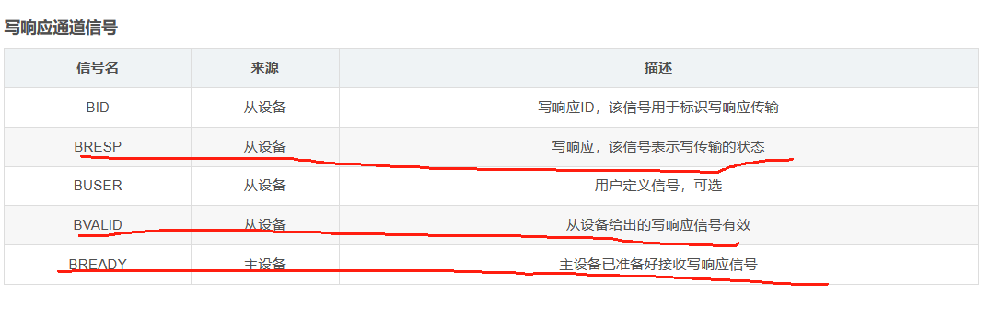 写响应通道信号
信号名 来源 描述
BID 从设备 写响应ID，该信号用于标识写响应传输
BRESP 从设备 写响应，该信号表示写传输的状态
BUSER 从设备 用户定义信号，可选
BVALID 从设备 从设备给出的写响应信号有效
BREADY 主设备 主设备已准备好接收写响应信号